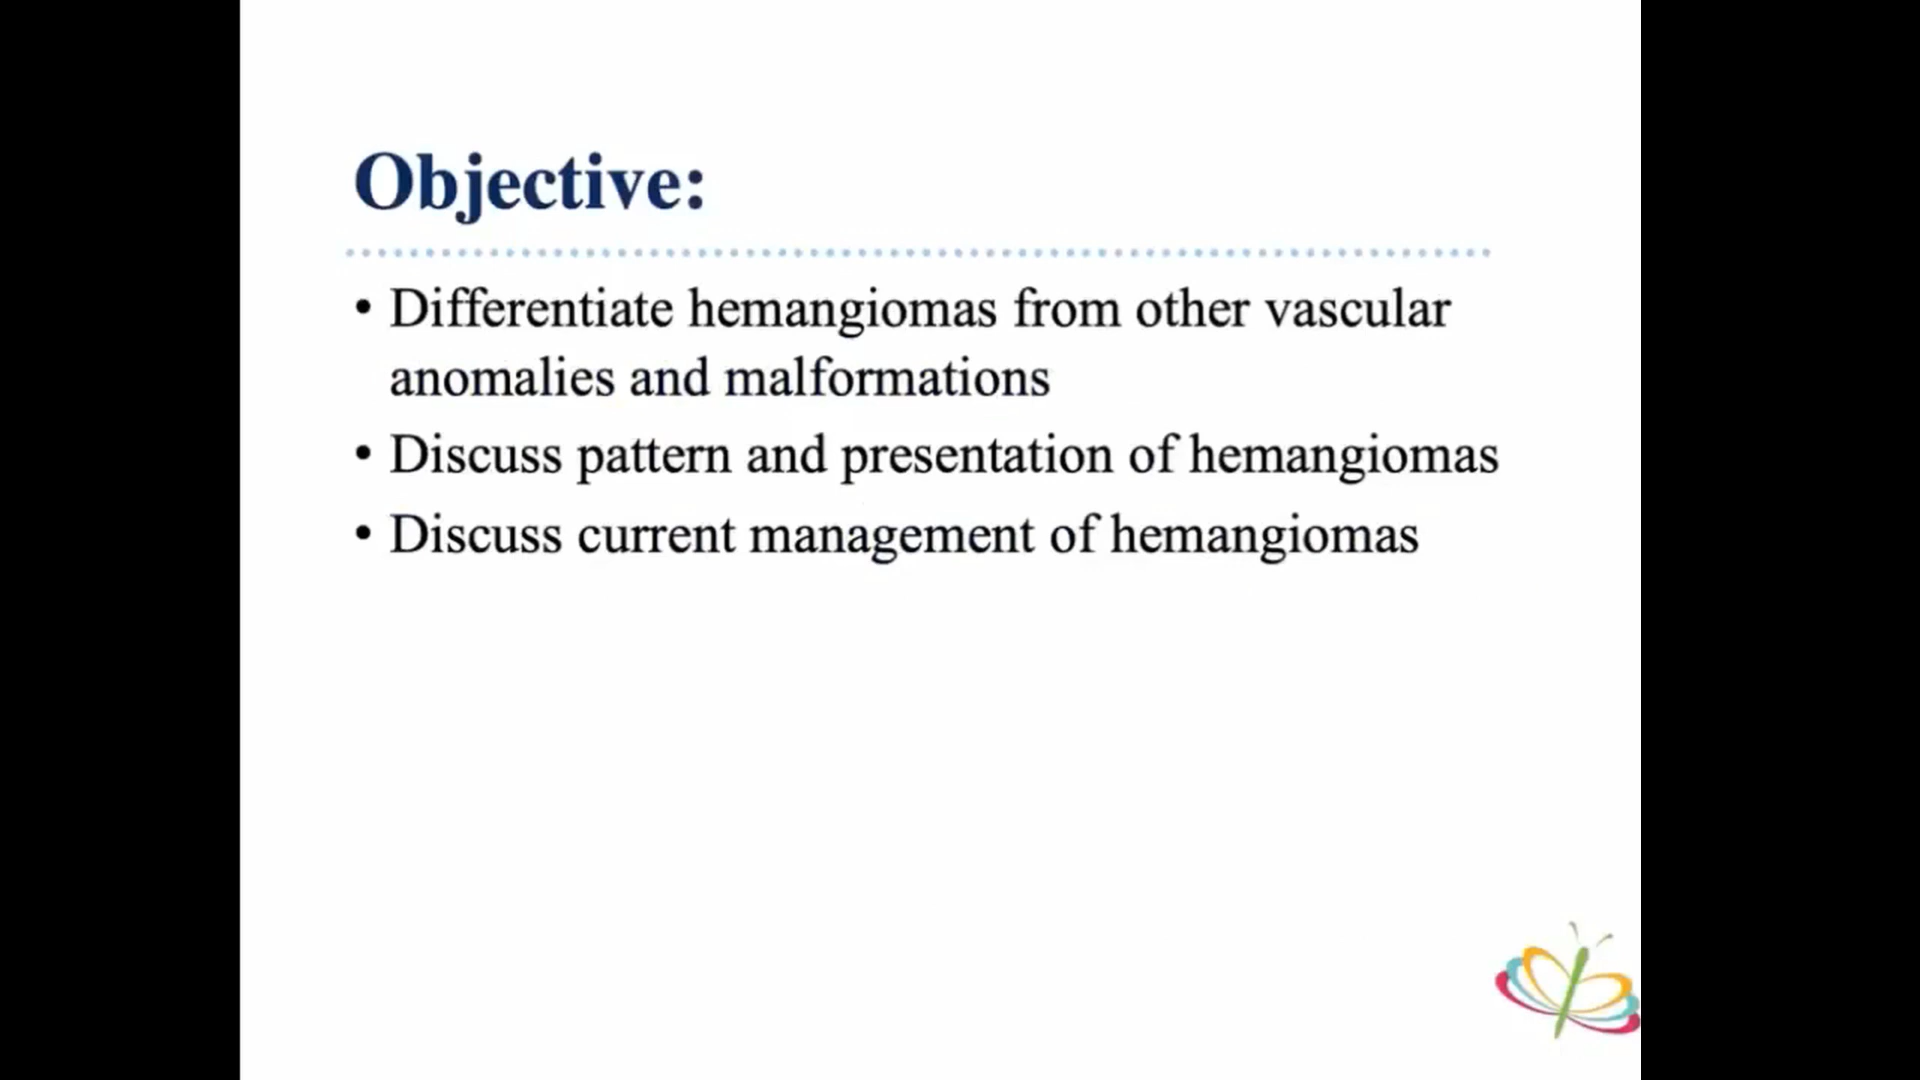 Objective:
• Differentiate hemangiomas from other vascular
anomalies and malformations
• Discuss pattern and presentation of hemangiomas
• Discuss current management of hemangiomas